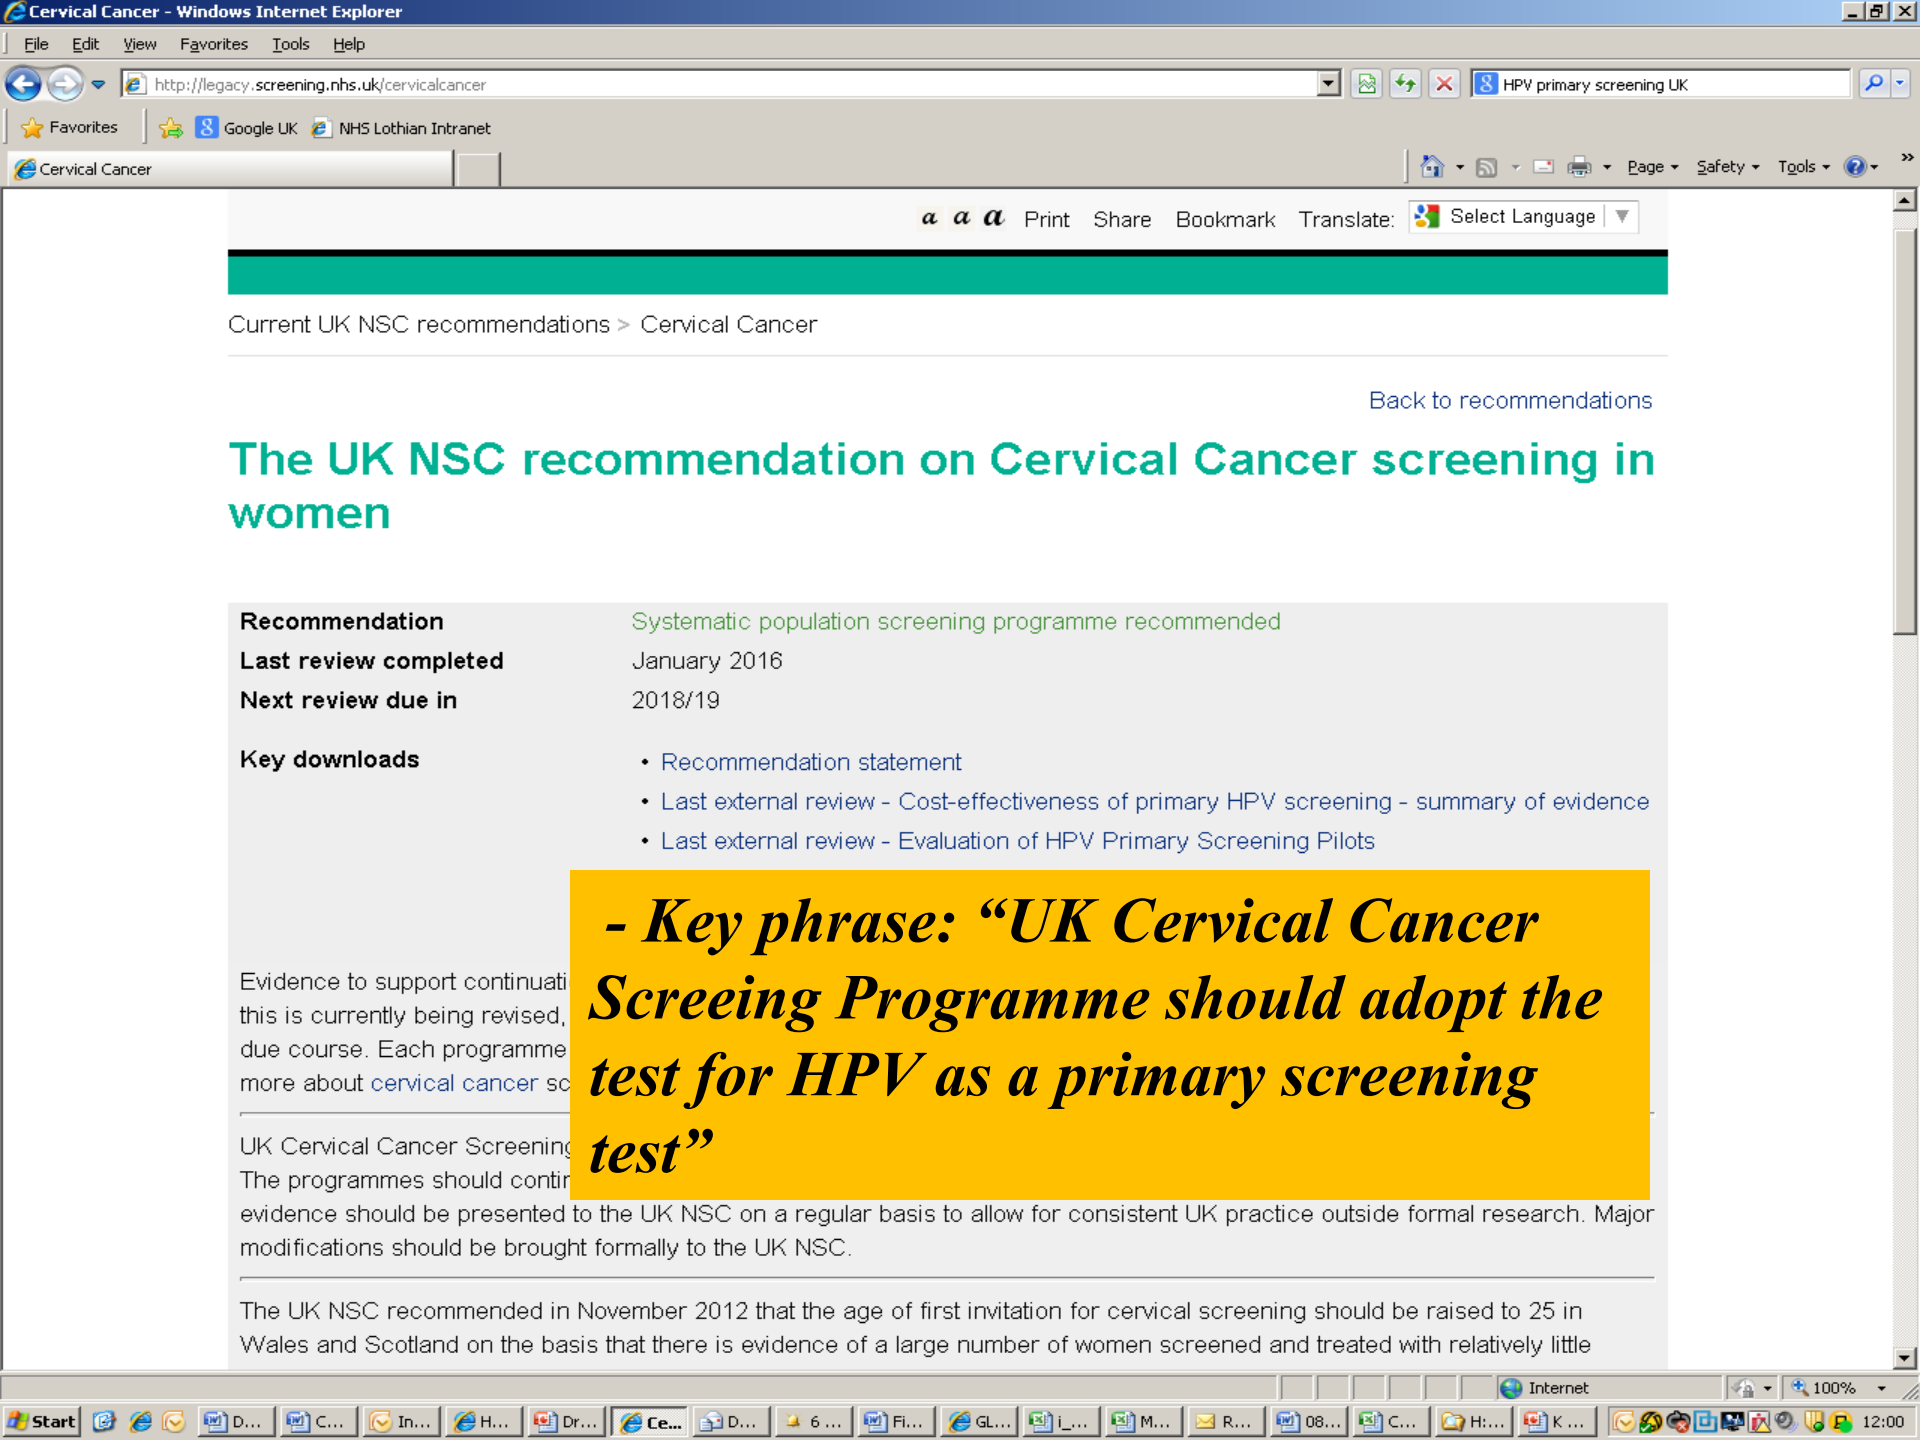 Cervical Cancer - Windows Internet Explorer
File Edit View Favorites Tools Help
http://legacy.screening.nhs.uk/cervicalcancer
HPV primary screening UK
Favorites Google UK NHS Lothian Intranet
Cervical Cancer
Page Safety Tools
a a a Print Share Bookmark Translate: Select Language
Current UK NSC recommendations > Cervical Cancer
Back to recommendations
The UK NSC recommendation on Cervical Cancer screening in
women
Recommendation Systematic population screening programme recommended
Last review completed January 2016
Next review due in 2018/19
Key downloads • Recommendation statement
• Last external review - Cost-effectiveness of primary HPV screening - summary of evidence
• Last external review - Evaluation of HPV Primary Screening Pilots
- Key phrase: “UK Cervical Cancer
Screeing Programme should adopt the
test for HPV as a primary screening
test”
Evidence to support continuati
this is currently being revised,
due course. Each programme
more about cervical cancer sc
UK Cervical Cancer Screening
The programmes should contin
evidence should be presented to the UK NSC on a regular basis to allow for consistent UK practice outside formal research. Major
modifications should be brought formally to the UK NSC.
The UK NSC recommended in November 2012 that the age of first invitation for cervical screening should be raised to 25 in
Wales and Scotland on the basis that there is evidence of a large number of women screened and treated with relatively little
Internet 100%
Start D... C... In... H... Dr... Ce... D... 6 ... Fi... GL... i_... M... R... 08... C... H:... K ... 12:00